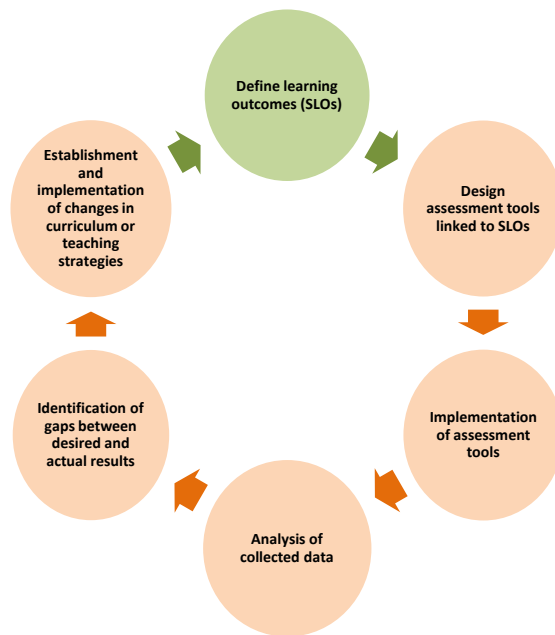 Define learning
outcomes (SLOs)
Design
assessment tools
linked to SLOs
Implementation
of assessment
tools
Analysis of
collected data
Identification of
gaps between
desired and
actual results
Establishment
and
implementation
of changes in
curriculum or
teaching
strategies